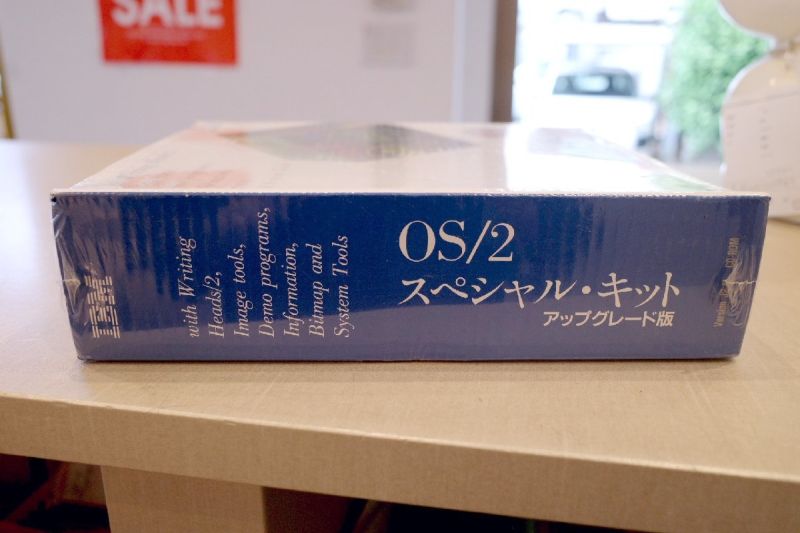 SALE
IBM
with Writing
Heads/2,
Image tools,
Demo programs,
Information,
Bitmap and
System Tools
OS/2
スペシャル・キット
アップグレード版